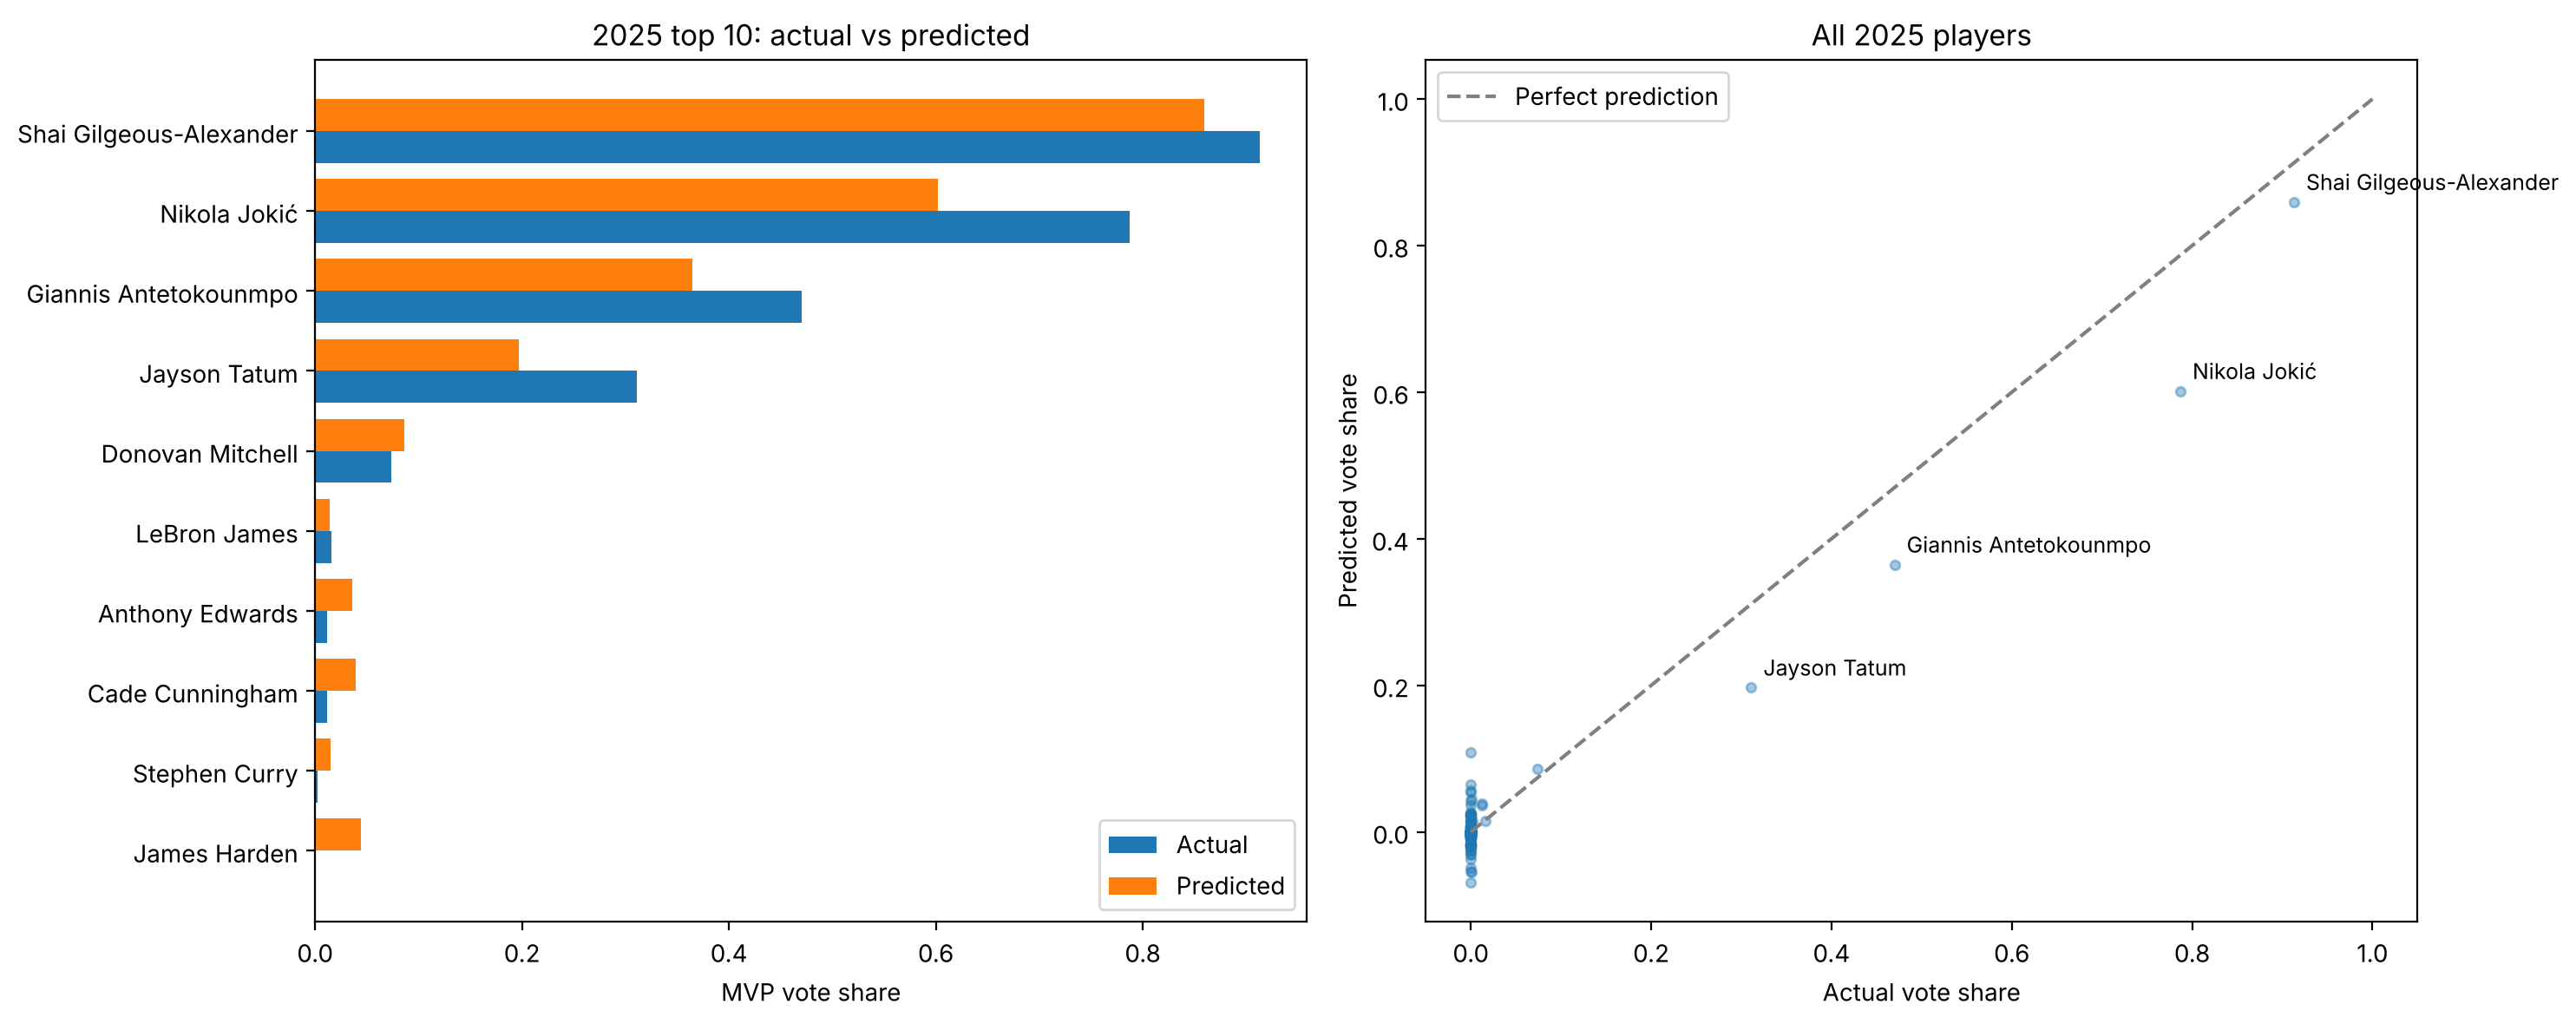 2025 top 10: actual vs predicted
Shai Gilgeous-Alexander
Nikola Jokić
Giannis Antetokounmpo
Jayson Tatum
Donovan Mitchell
LeBron James
Anthony Edwards
Cade Cunningham
Stephen Curry
James Harden
0.0
0.2
0.4
0.6
0.8
MVP vote share
Actual
Predicted
All 2025 players
Perfect prediction
1.0
0.8
0.6
0.4
0.2
0.0
Predicted vote share
Shai Gilgeous-Alexander
Nikola Jokić
Giannis Antetokounmpo
Jayson Tatum
0.0
0.2
0.4
0.6
0.8
1.0
Actual vote share